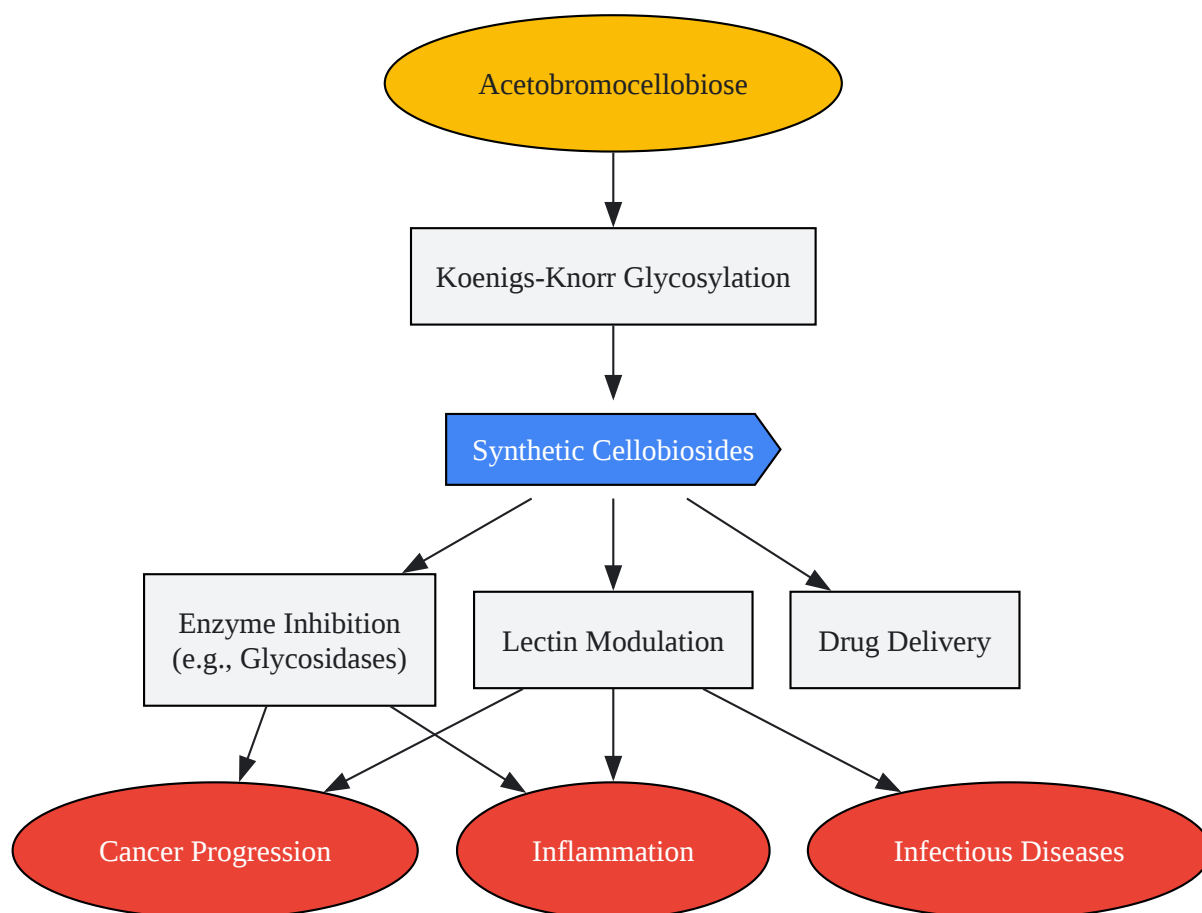 Acetobromocellobiose
Koenigs-Knorr Glycosylation
Synthetic Cellobiosides
Enzyme Inhibition
(e.g., Glycosidases)
Lectin Modulation
Drug Delivery
Cancer Progression
Inflammation
Infectious Diseases